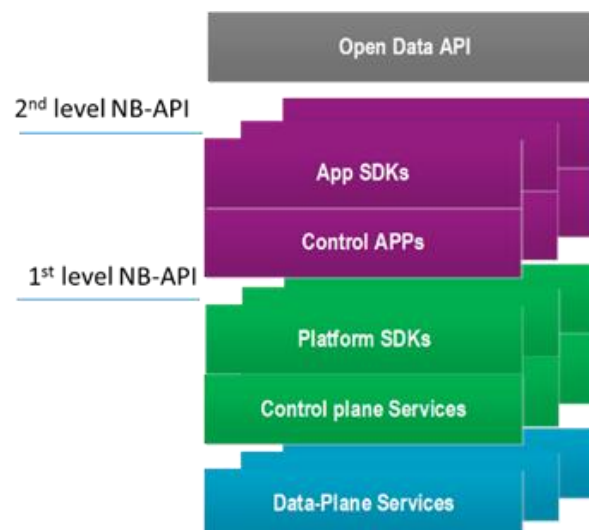 Open Data API
2nd level NB-API
App SDKs
Control APPs
1st level NB-API
Platform SDKs
Control plane Services
Data-Plane Services